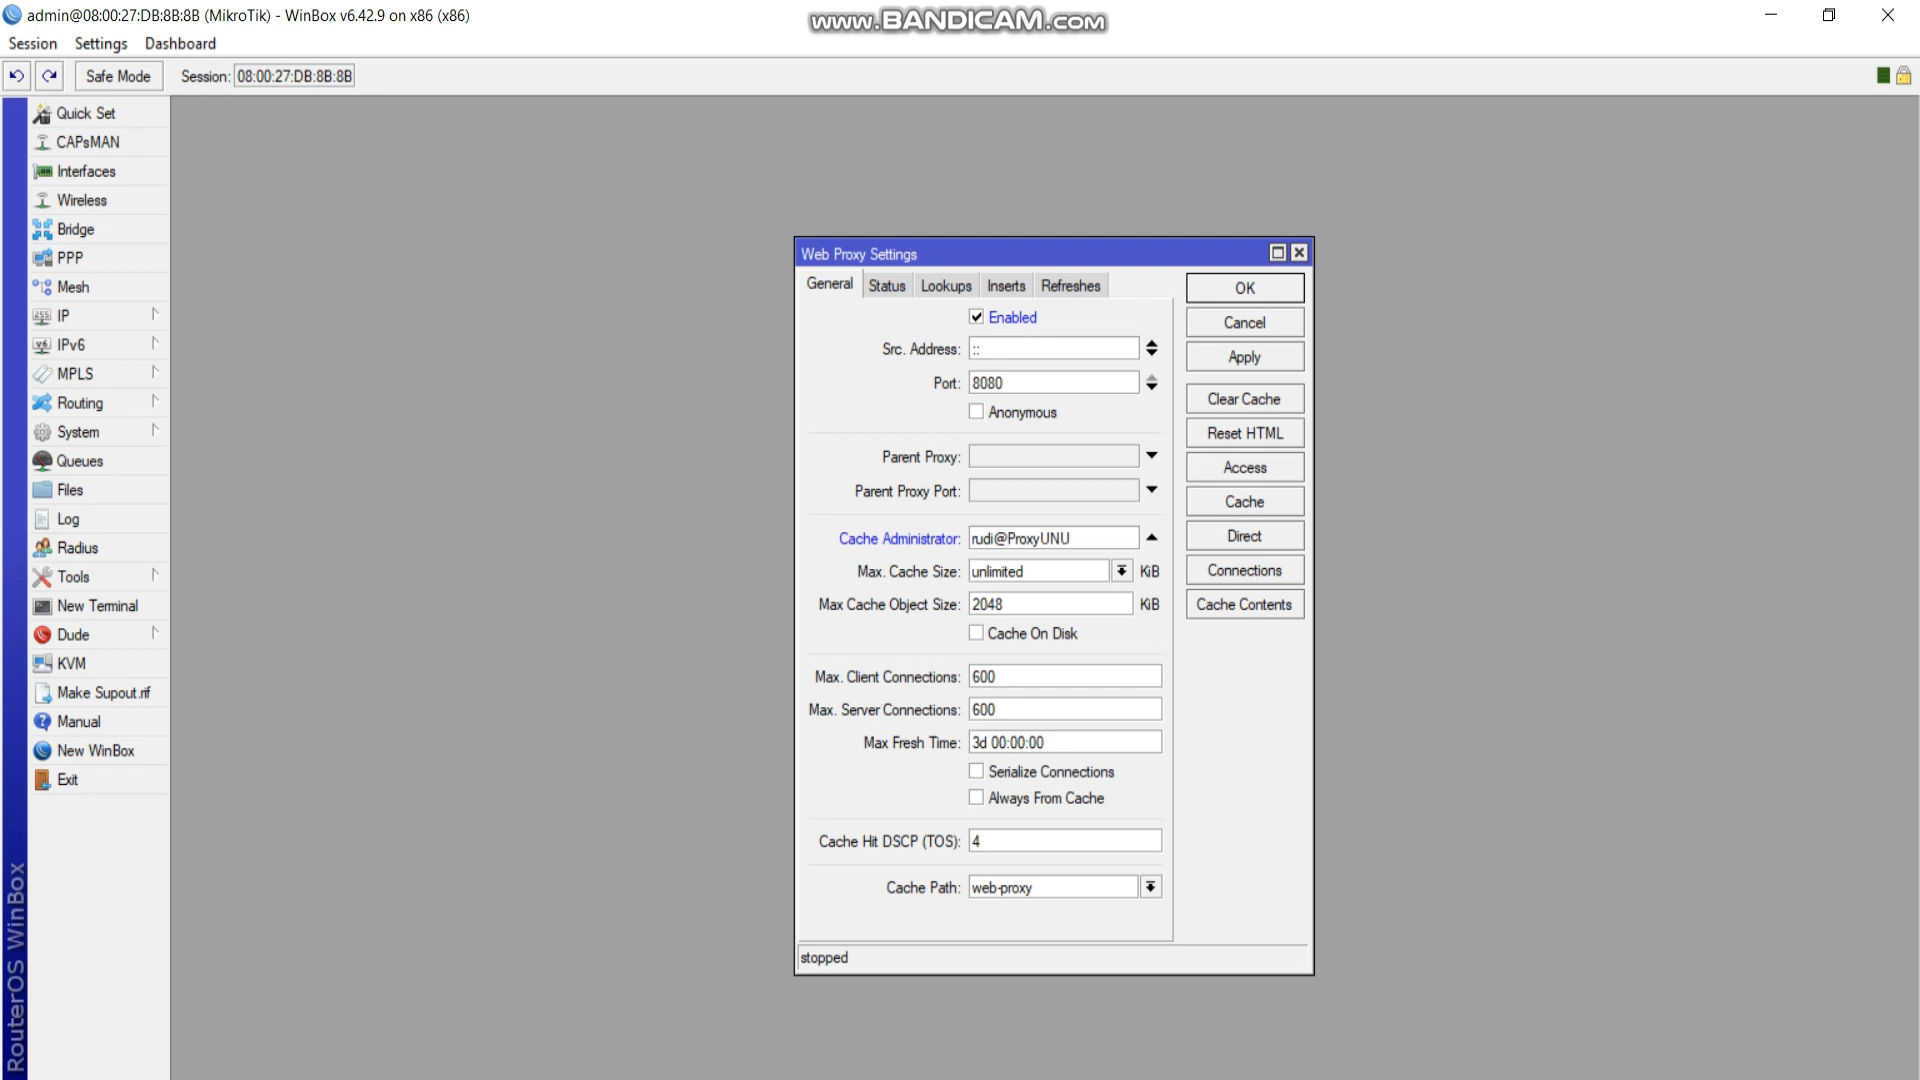 admin@08:00:27:DB:8B:8B (MikroTik) - WinBox v6.42.9 on x86 (x86)
www.BANDICAM.com
Session Settings Dashboard
Safe Mode Session: 08:00:27:DB:8B:8B
Quick Set
CAPsMAN
Interfaces
Wireless
Bridge
PPP
Mesh
IP
IPv6
MPLS
Routing
System
Queues
Files
Log
Radius
Tools
New Terminal
Dude
KVM
Make Supout.rif
Manual
New WinBox
Exit
RouterOS WinBox
Web Proxy Settings
General Status Lookups Inserts Refreshes
Enabled
Src. Address: ::
Port: 8080
Anonymous
Parent Proxy:
Parent Proxy Port:
Cache Administrator: rudi@ProxyUNU
Max. Cache Size: unlimited KiB
Max Cache Object Size: 2048 KiB
Cache On Disk
Max. Client Connections: 600
Max. Server Connections: 600
Max Fresh Time: 3d 00:00:00
Serialize Connections
Always From Cache
Cache Hit DSCP (TOS): 4
Cache Path: web-proxy
OK
Cancel
Apply
Clear Cache
Reset HTML
Access
Cache
Direct
Connections
Cache Contents
stopped